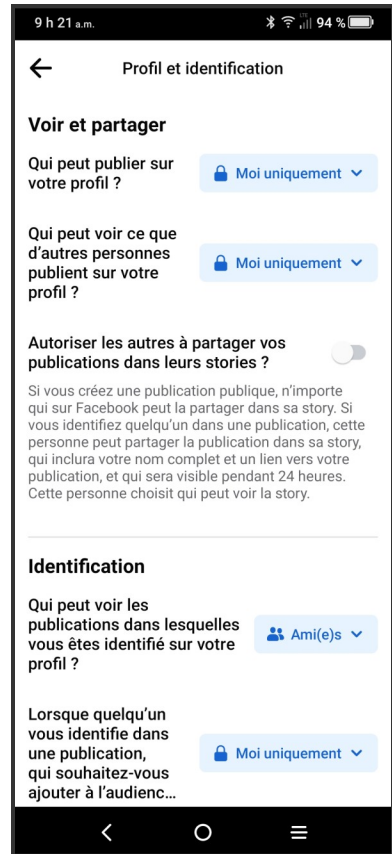 9 h 21 a.m.
LTE
94 %
Profil et identification
Voir et partager
Qui peut publier sur
votre profil ?
Moi uniquement
Qui peut voir ce que
d'autres personnes
publient sur votre
profil ?
Moi uniquement
Autoriser les autres à partager vos
publications dans leurs stories ?
Si vous créez une publication publique, n'importe
qui sur Facebook peut la partager dans sa story. Si
vous identifiez quelqu'un dans une publication, cette
personne peut partager la publication dans sa story,
qui inclura votre nom complet et un lien vers votre
publication, et qui sera visible pendant 24 heures.
Cette personne choisit qui peut voir la story.
Identification
Qui peut voir les
publications dans lesquelles
vous êtes identifié sur votre
profil ?
Ami(e)s
Lorsque quelqu'un
vous identifie dans
une publication,
qui souhaitez-vous
ajouter à l'audienc...
Moi uniquement